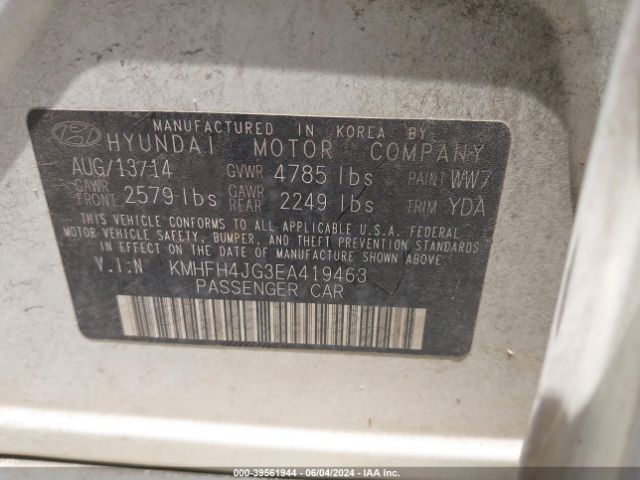 MANUFACTURED IN KOREA BY
HYUNDAI MOTOR COMPANY
AUG/13/14 GVWR 4785 lbs PAINT WW7
GAWR FRONT 2579 lbs GAWR REAR 2249 lbs TRIM YDA
THIS VEHICLE CONFORMS TO ALL APPLICABLE U.S.A. FEDERAL
MOTOR VEHICLE SAFETY, BUMPER, AND THEFT PREVENTION STANDARDS
IN EFFECT ON THE DATE OF MANUFACTURE SHOWN ABOVE.
V.I.N KMHFH4JG3EA419463
PASSENGER CAR
000-39561944 - 06/04/2024 - IAA Inc.